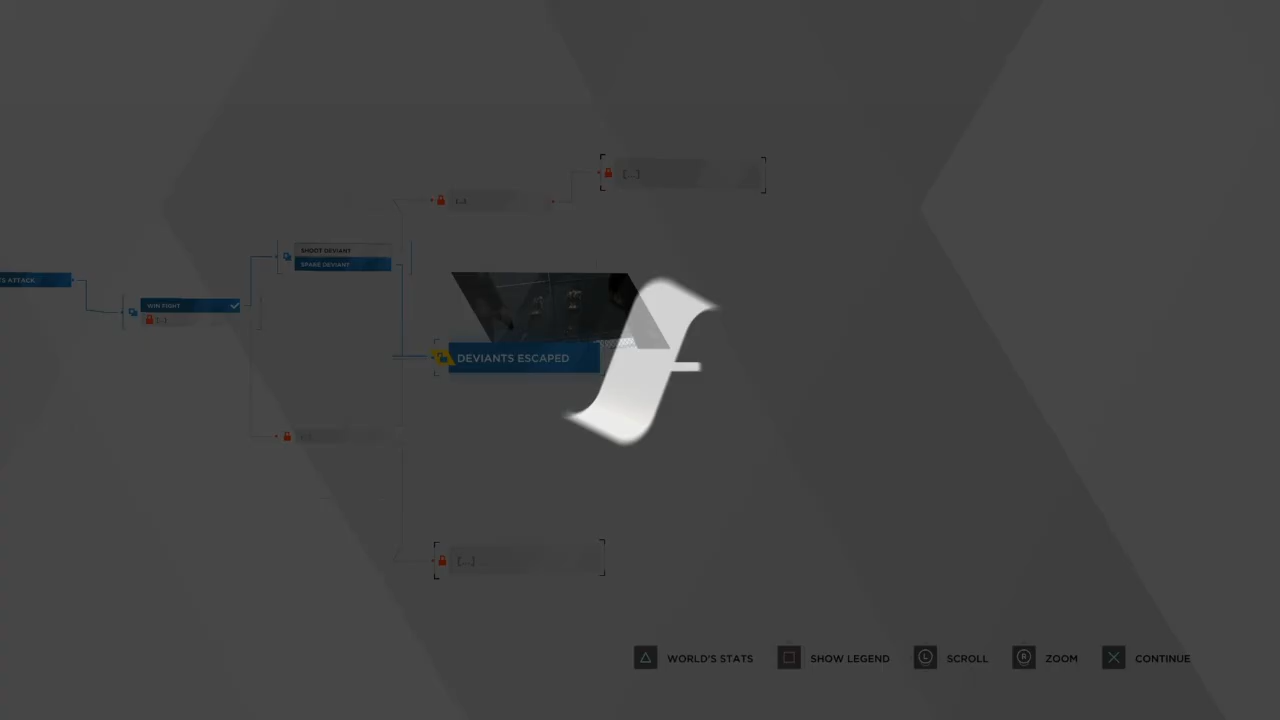 [...]
[...]
SHOOT DEVIANT
SPARE DEVIANT
S ATTACK
WIN FIGHT
[...]
DEVIANTS ESCAPED
[...]
[...]
WORLD'S STATS
SHOW LEGEND
L
SCROLL
R
ZOOM
CONTINUE